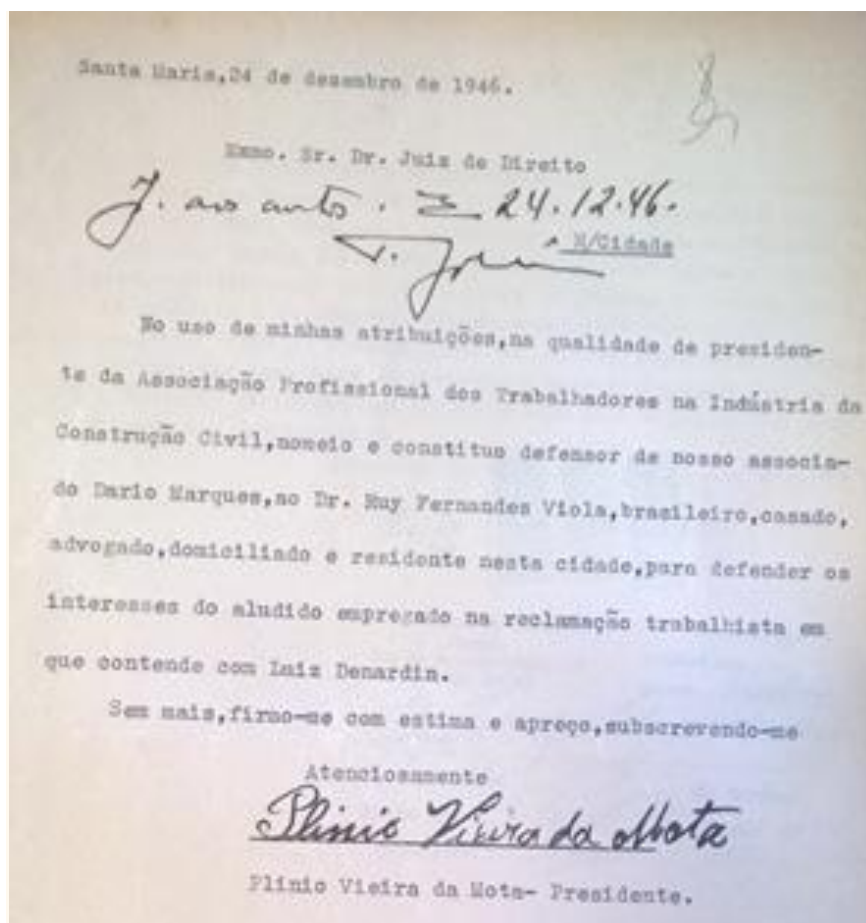 Santa Maria,24 de dezembro de 1946.
Exmo. Sr. Dr. Juiz de Direito
J. aos autos. 24.12.46.
N/Cidade
No uso de minhas atribuições,na qualidade de presiden-
te da Associação Profissional dos Trabalhadores na Indústria da
Construção Civil,nomeio e constituo defensor de nosso associa-
do Dario Marques,ao Dr. Ruy Fernandes Viola,brasileiro,casado,
advogado,domiciliado e residente nesta cidade,para defender os
interesses do aludido empregado na reclamação trabalhista em
que contende com Luiz Denardin.
Sem mais,firmo-me com estima e apreço,subscrevendo-me
Atenciosamente
Plinio Vieira da Mota
Plinio Vieira da Mota- Presidente.